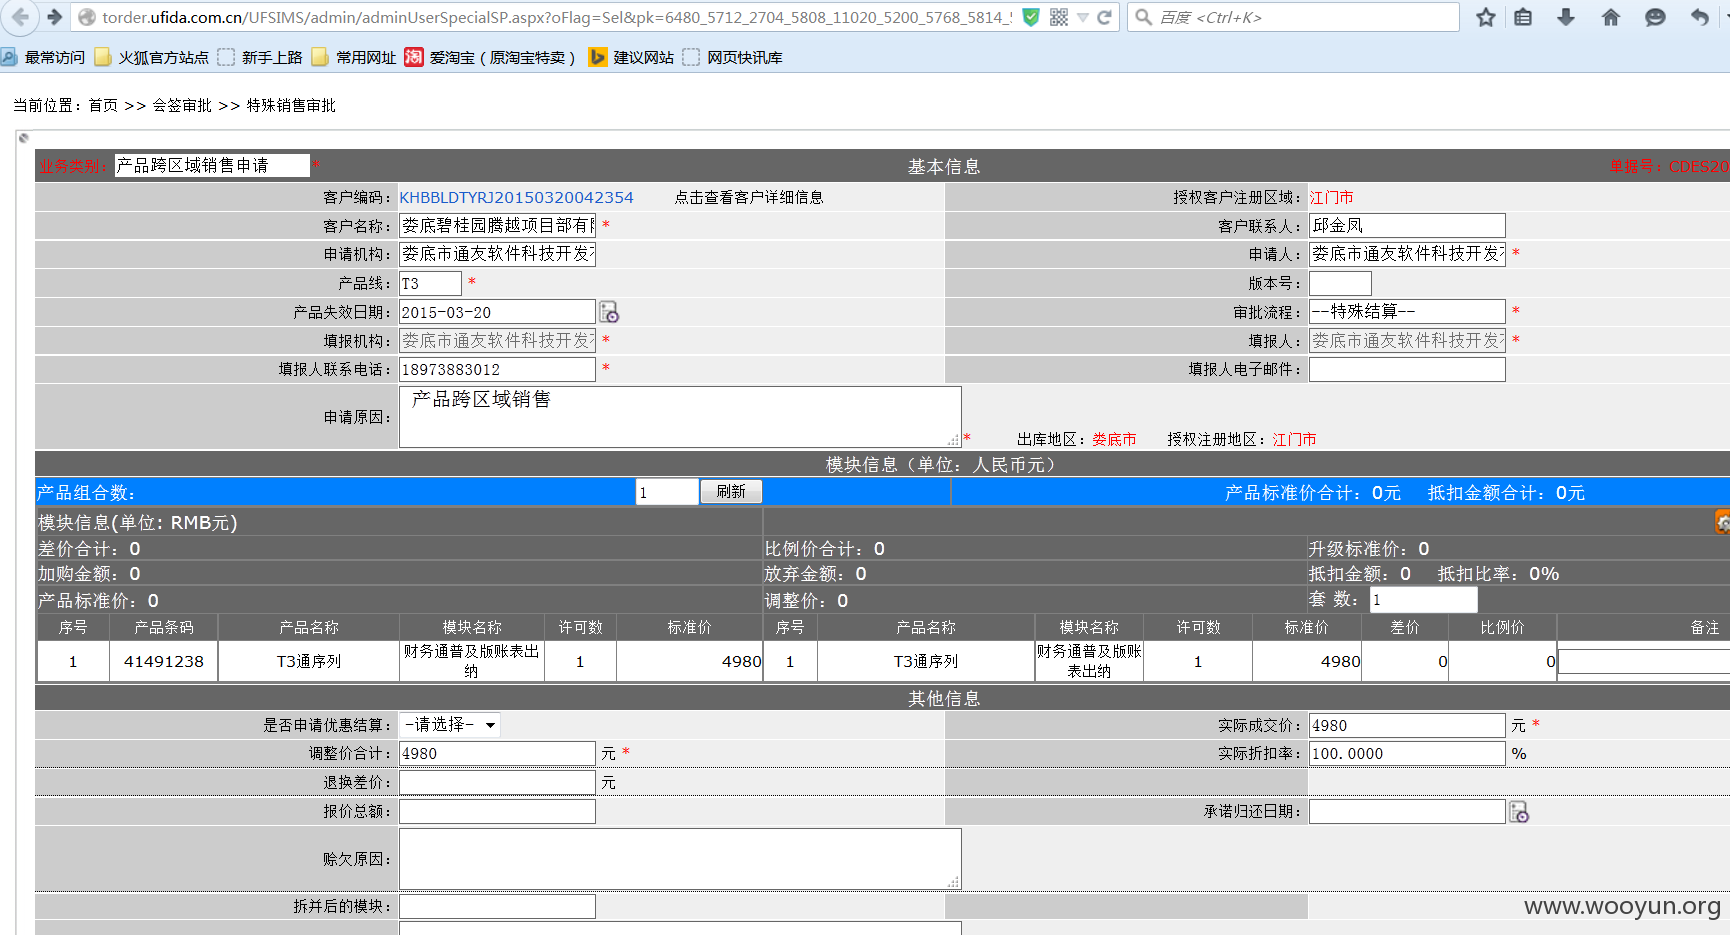 torder.ufida.com.cn/UFSIMS/admin/adminUserSpecialSP.aspx?oFlag=Sel&pk=6480_5712_2704_5808_11020_5200_5768_5814_
百度 <Ctrl+K>
最常访问 火狐官方站点 新手上路 常用网址 淘 爱淘宝（原淘宝特卖） 建议网站 网页快讯库
当前位置：首页 >> 会签审批 >> 特殊销售审批
业务类别： 产品跨区域销售申请 * 基本信息 单据号：CDES20
客户编码： KHBBLDTYRJ20150320042354 点击查看客户详细信息 授权客户注册区域： 江门市
客户名称： 娄底碧桂园腾越项目部有 * 客户联系人： 邱金凤
申请机构： 娄底市通友软件科技开发 申请人： 娄底市通友软件科技开发 *
产品线： T3 * 版本号：
产品失效日期： 2015-03-20 审批流程： --特殊结算-- *
填报机构： 娄底市通友软件科技开发 * 填报人： 娄底市通友软件科技开发 *
填报人联系电话： 18973883012 * 填报人电子邮件：
申请原因： 产品跨区域销售 * 出库地区：娄底市 授权注册地区：江门市
模块信息（单位：人民币元）
产品组合数： 1 刷新 产品标准价合计：0元 抵扣金额合计：0元
模块信息(单位: RMB元)
差价合计：0 比例价合计：0 升级标准价：0
加购金额：0 放弃金额：0 抵扣金额：0 抵扣比率：0%
产品标准价：0 调整价：0 套 数： 1
序号 产品条码 产品名称 模块名称 许可数 标准价 序号 产品名称 模块名称 许可数 标准价 差价 比例价 备注
1 41491238 T3通序列 财务通普及版账表出纳 1 4980 1 T3通序列 财务通普及版账表出纳 1 4980 0 0
其他信息
是否申请优惠结算： -请选择- 实际成交价： 4980 元 *
调整价合计： 4980 元 * 实际折扣率： 100.0000 %
退换差价： 元
报价总额： 承诺归还日期：
赊欠原因：
拆并后的模块：
www.wooyun.org